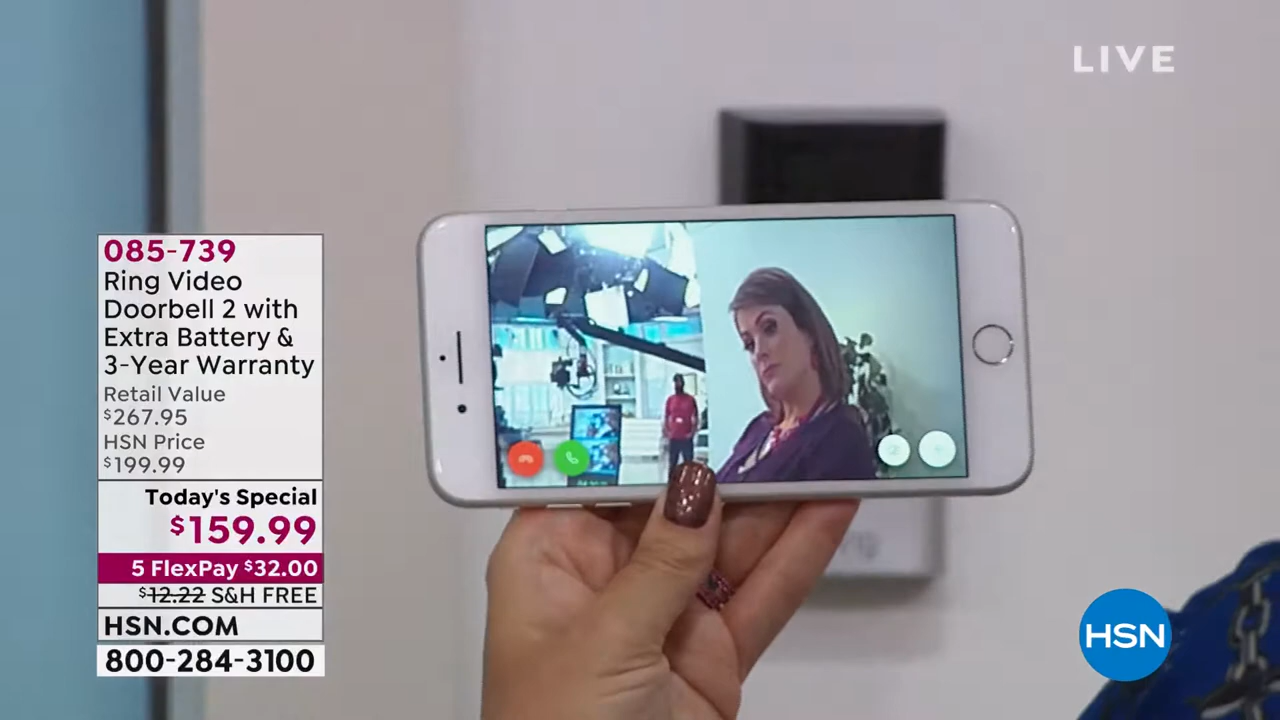 LIVE
085-739
Ring Video
Doorbell 2 with
Extra Battery &
3-Year Warranty
Retail Value
$267.95
HSN Price
$199.99
Today's Special
$159.99
5 FlexPay $32.00
$12.22 S&H FREE
HSN.COM
800-284-3100
HSN